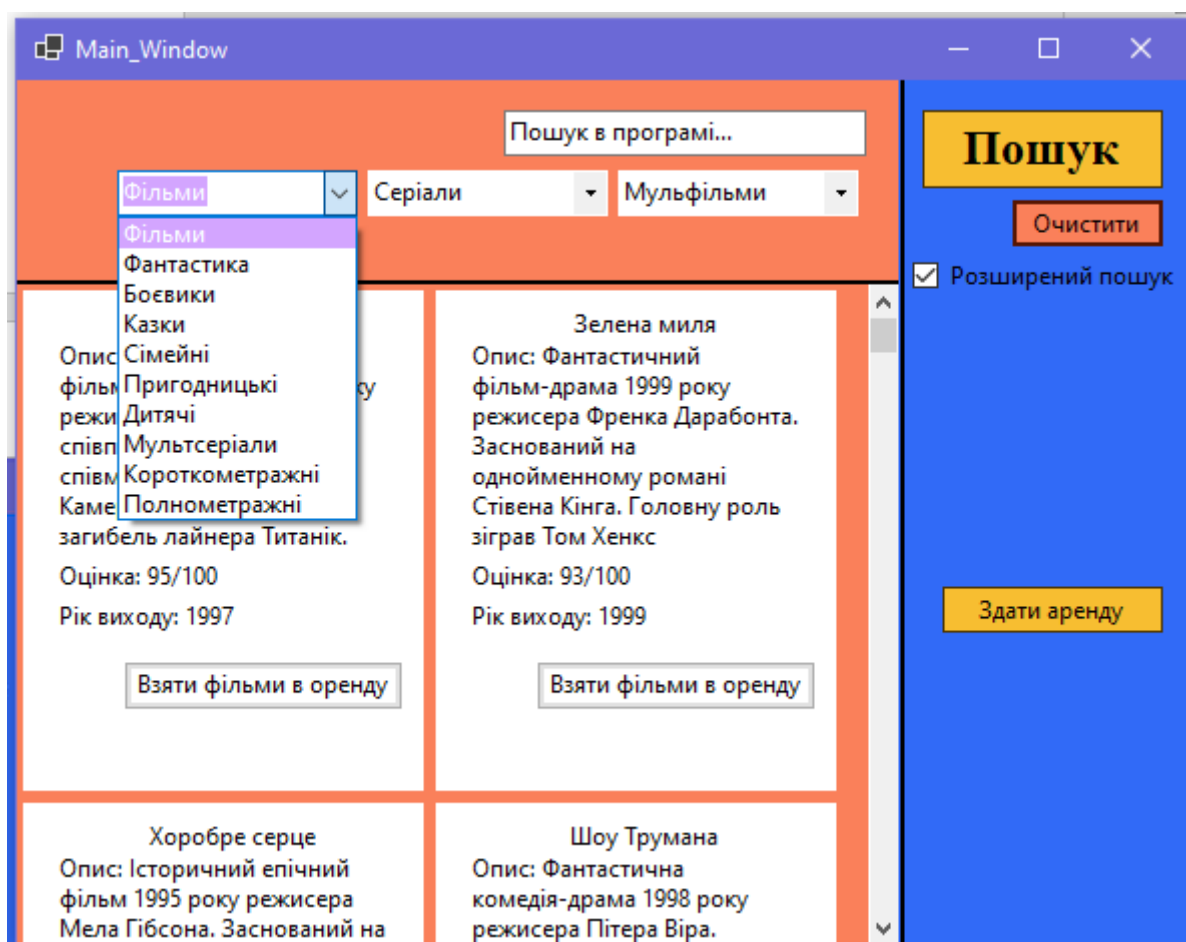 Main_Window
Пошук в програмі...
Пошук
Фільми
Серіали
Мульфільми
Очистити
Розширений пошук
Фільми
Фантастика
Боєвики
Казки
Сімейні
Пригодницькі
Дитячі
Мультсеріали
Короткометражні
Полнометражні
загибель лайнера Титанік.
Оцінка: 95/100
Рік виходу: 1997
Взяти фільми в оренду
Зелена миля
Опис: Фантастичний
фільм-драма 1999 року
режисера Френка Дарабонта.
Заснований на
однойменному романі
Стівена Кінга. Головну роль
зіграв Том Хенкс
Оцінка: 93/100
Рік виходу: 1999
Взяти фільми в оренду
Здати аренду
Хоробре серце
Опис: Історичний епічний
фільм 1995 року режисера
Мела Гібсона. Заснований на
Шоу Трумана
Опис: Фантастична
комедія-драма 1998 року
режисера Пітера Віра.